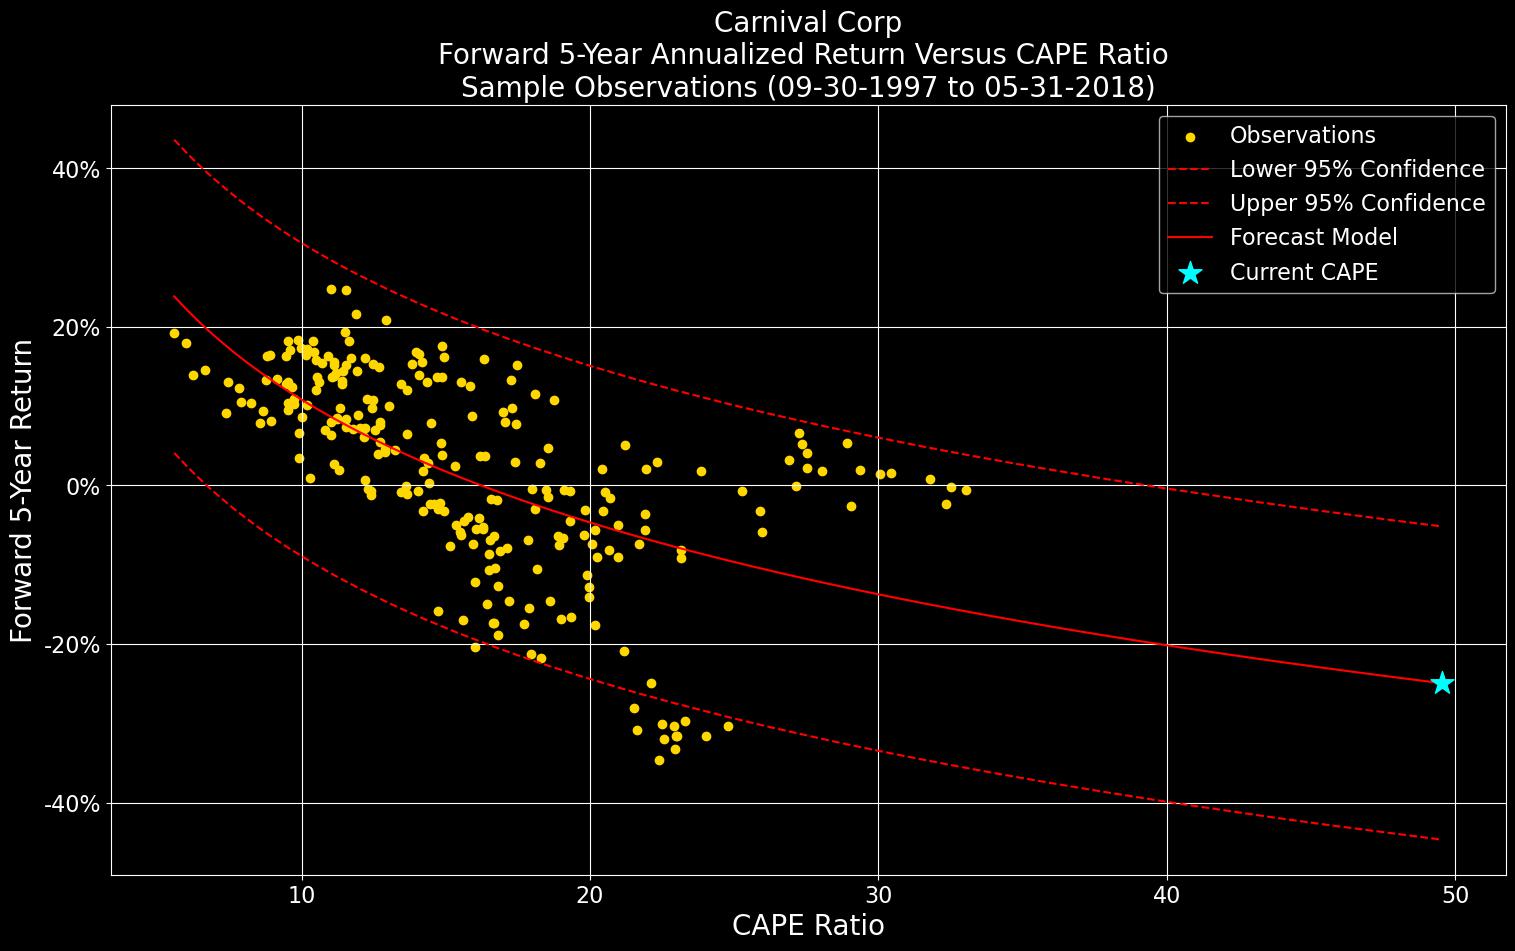 Carnival Corp
Forward 5-Year Annualized Return Versus CAPE Ratio
Sample Observations (09-30-1997 to 05-31-2018)
Observations
Lower 95% Confidence
Upper 95% Confidence
Forecast Model
Current CAPE
Forward 5-Year Return
40%
20%
0%
-20%
-40%
10 20 30 40 50
CAPE Ratio